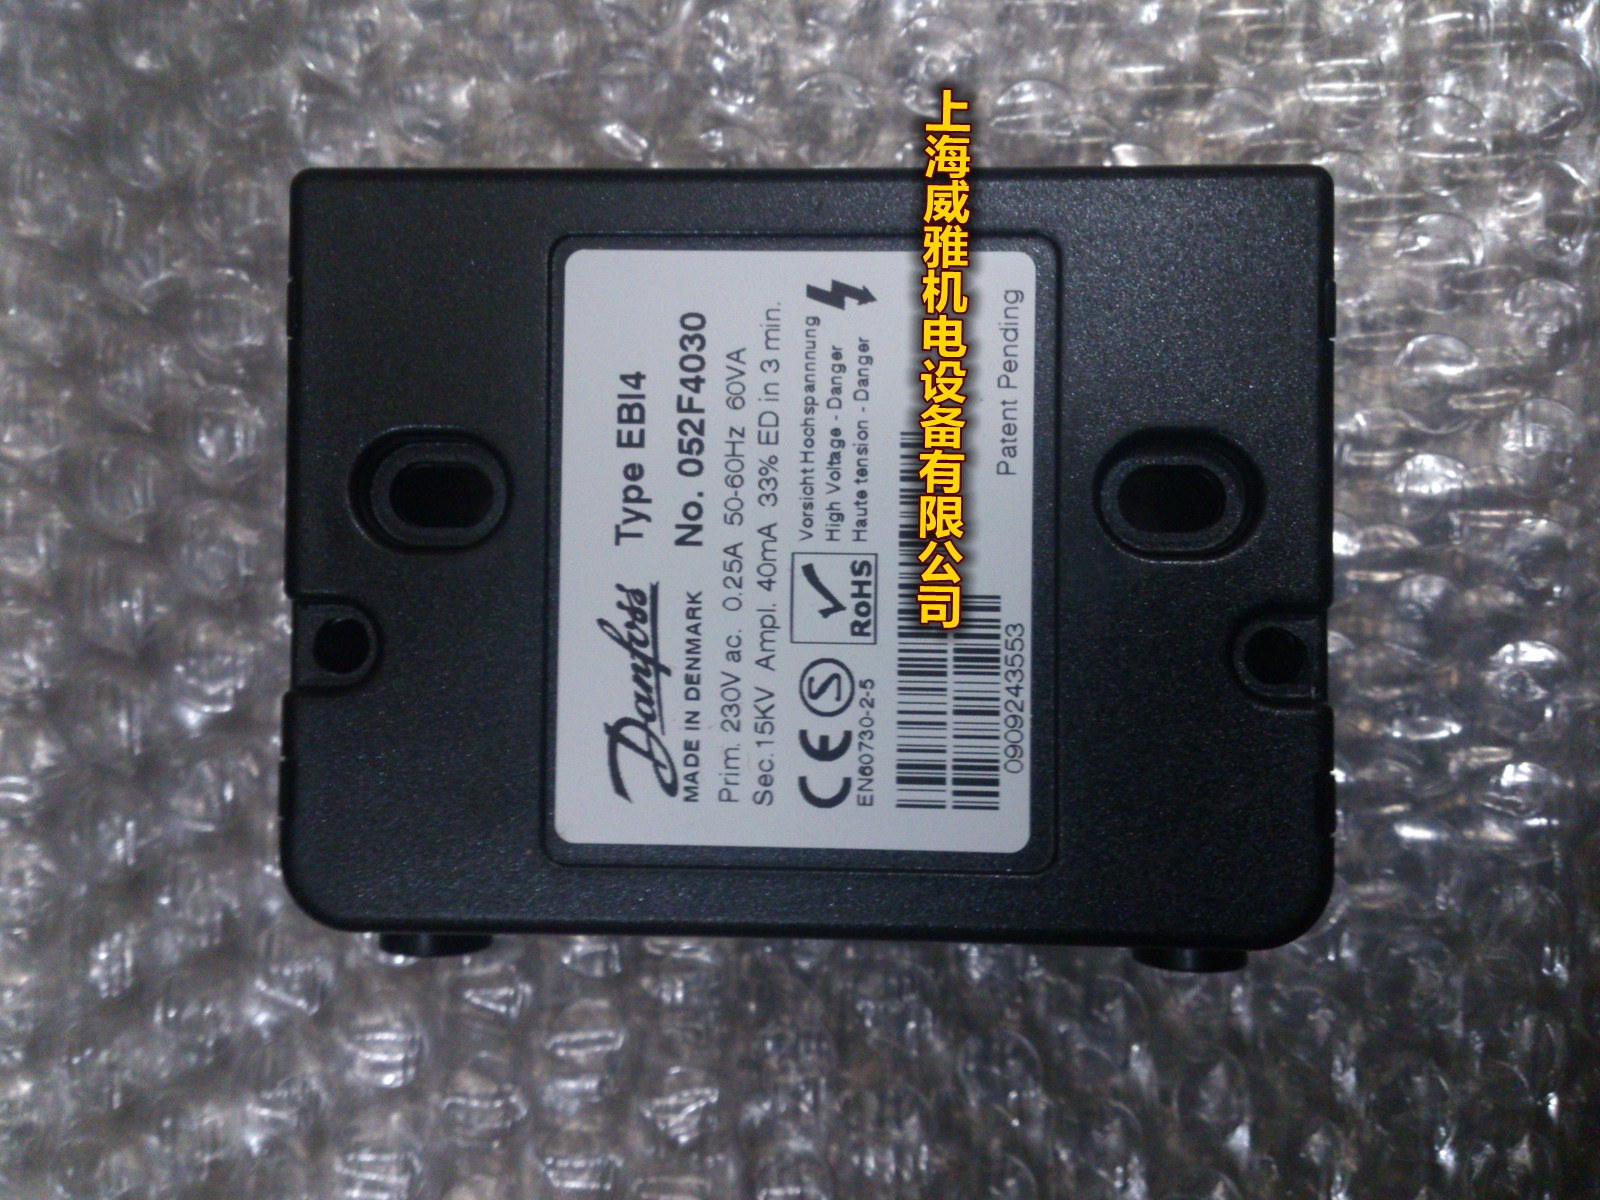 Danfoss Type EBI4
MADE IN DENMARK No. 052F4030
Prim. 230V ac. 0.25A 50-60Hz 60VA
Sec.15KV Ampl. 40mA 33% ED in 3 min.
CE S RoHS
EN60730-2-5
Vorsicht Hochspannnung
High Voltage - Danger
Haute tension - Danger
0909243553 Patent Pending
上海威雅机电设备有限公司